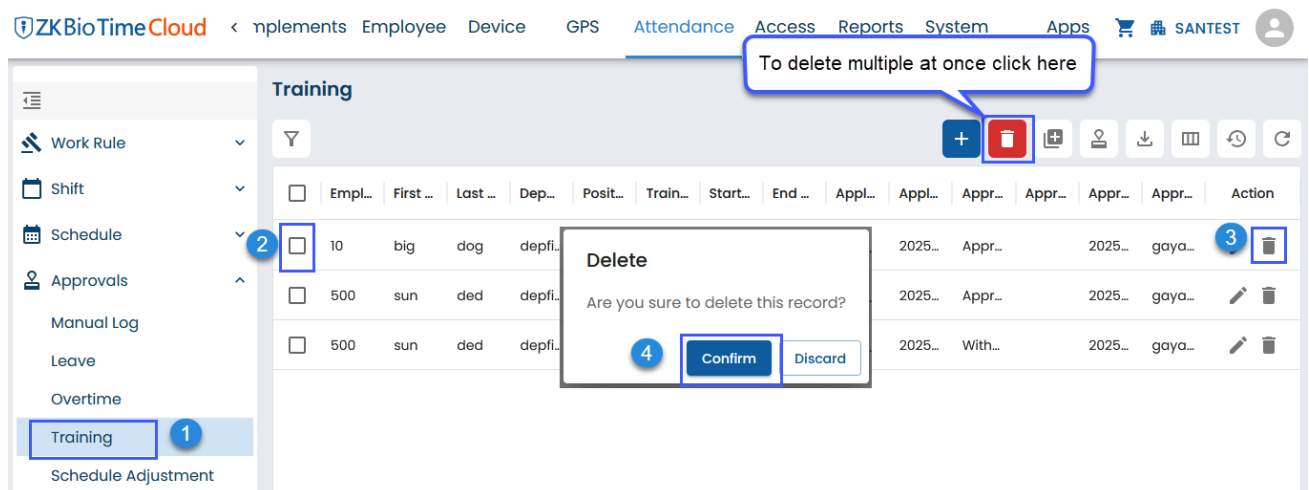 ZKBioTime Cloud < mplements Employee Device GPS Attendance Access Reports System Apps SANTEST
To delete multiple at once click here
Training
Work Rule
Shift
Schedule
Approvals
Manual Log
Leave
Overtime
Training 1
Schedule Adjustment
Empl... First ... Last ... Dep... Posit... Train... Start... End ... Appl... Appl... Appr... Appr... Appr... Appr... Action
2 10 big dog depfi... 2025... Appr... 2025... gaya... 3
500 sun ded depfi... 2025... Appr... 2025... gaya...
500 sun ded depfi... 2025... With... 2025... gaya...
Delete
Are you sure to delete this record?
4 Confirm Discard